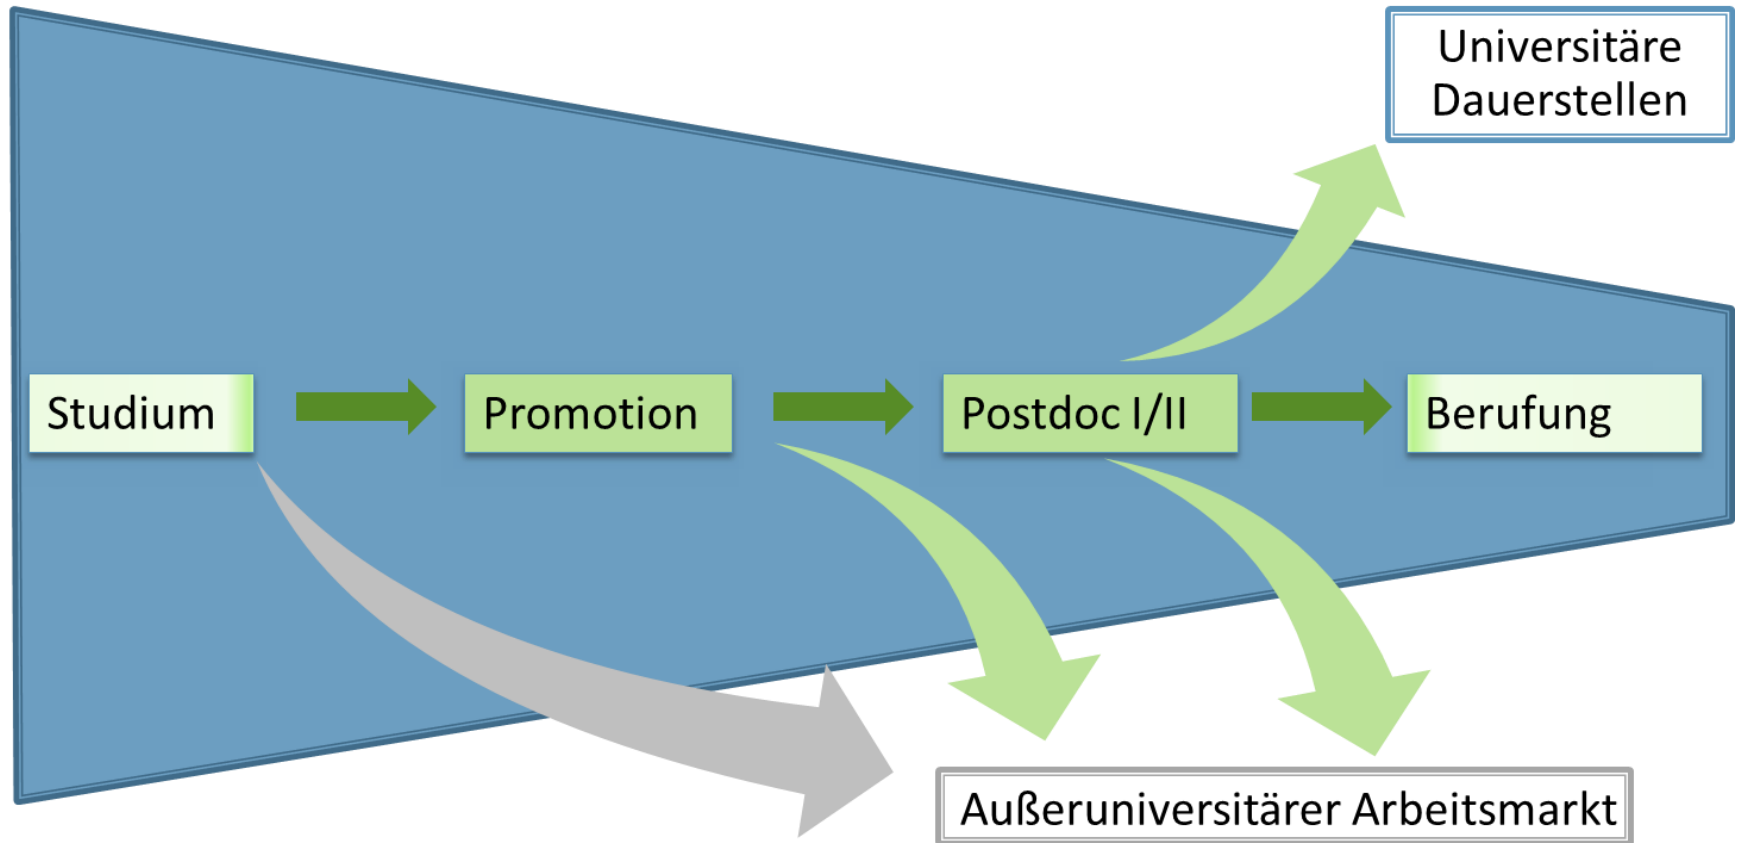 Universitäre
Dauerstellen
Studium
Promotion
Postdoc I/II
Berufung
Außeruniversitärer Arbeitsmarkt